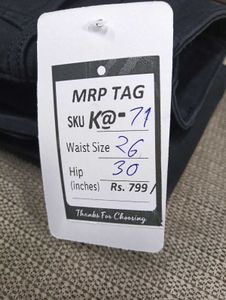 MRP TAG
SKU K@-71
Waist Size 26
Hip 30
(inches) Rs. 799/
Thanks For Choosing